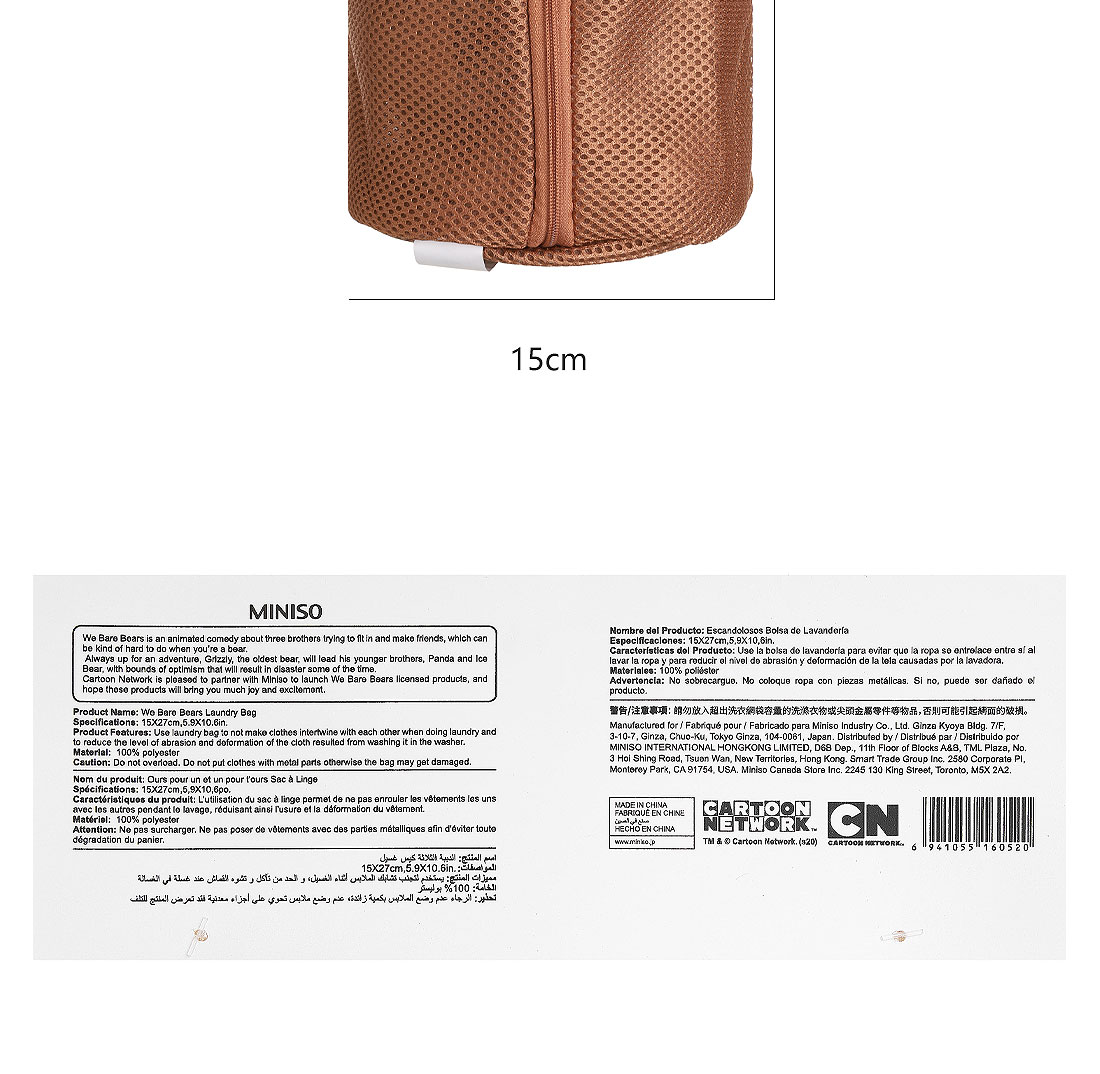 15cm
MINISO
We Bare Bears is an animated comedy about three brothers trying to fit in and make friends, which can
be kind of hard to do when you're a bear.
Always up for an adventure, Grizzly, the oldest bear, will lead his younger brothers, Panda and Ice
Bear, with bounds of optimism that will result in disaster some of the time.
Cartoon Network is pleased to partner with Miniso to launch We Bare Bears licensed products, and
hope these products will bring you much joy and excitement.
Product Name: We Bare Bears Laundry Bag
Specifications: 15X27cm,5.9X10.6in.
Product Features: Use laundry bag to not make clothes intertwine with each other when doing laundry and
to reduce the level of abrasion and deformation of the cloth resulted from washing it in the washer.
Material: 100% polyester
Caution: Do not overload. Do not put clothes with metal parts otherwise the bag may get damaged.
Nom du produit: Ours pour un et un pour t'ours Sac à Linge
Spécifications: 15X27cm,5,9X10,6po.
Caractéristiques du produit: L'utilisation du sac à linge permet de ne pas enrouler les vêtements les uns
avec les autres pendant le lavage, réduisant ainsi l'usure et la déformation du vêtement.
Matériel: 100% polyester
Attention: Ne pas surcharger. Ne pas poser de vêtements avec des parties métalliques afin d'éviter toute
dégradation du panier.
اسم المنتج: الدببة الثلاثة كيس غسيل
المواصفات: 15X27cm,5.9X10.6in.
مميزات المنتج: يستخدم لتجنب تشابك الملابس أثناء الغسيل، و الحد من تآكل و تشوه القماش عند غسلة في الغسالة
الخامة: 100% بوليستر
تحذير: الرجاء عدم وضع الملابس بكمية زائدة، عدم وضع ملابس تحوي على أجزاء معدنية فقد تعرض المنتج للتلف
Nombre del Producto: Escandolosos Bolsa de Lavandería
Especificaciones: 15X27cm,5,9X10,6in.
Características del Producto: Use la bolsa de lavandería para evitar que la ropa se entrelace entre sí al
lavar la ropa y para reducir el nivel de abrasión y deformación de la tela causadas por la lavadora.
Materiales: 100% poliéster
Advertencia: No sobrecargue. No coloque ropa con piezas metálicas. Si no, puede ser dañado el
producto.
警告/注意事項: 請勿放入超出洗衣網袋容量的洗滌衣物或尖頭金屬零件等物品,否則可能引起網面的破損。
Manufactured for / Fabriqué pour / Fabricado para Miniso Industry Co., Ltd. Ginza Kyoya Bldg. 7/F,
3-10-7, Ginza, Chuo-Ku, Tokyo Ginza, 104-0061, Japan. Distributed by / Distribué par / Distribuido por
MINISO INTERNATIONAL HONGKONG LIMITED, D6B Dep., 11th Floor of Blocks A&B, TML Plaza, No.
3 Hoi Shing Road, Tsuen Wan, New Territories, Hong Kong. Smart Trade Group Inc. 2580 Corporate Pl,
Monterey Park, CA 91754, USA. Miniso Canada Store Inc. 2245 130 King Street, Toronto, M5X 2A2.
MADE IN CHINA
FABRIQUÉ EN CHINE
صنع في الصين
HECHO EN CHINA
www.miniso.jp
CARTOON
NETWORK™
TM & © Cartoon Network. (s20)
CN
CARTOON NETWORK™
6 941055 160520